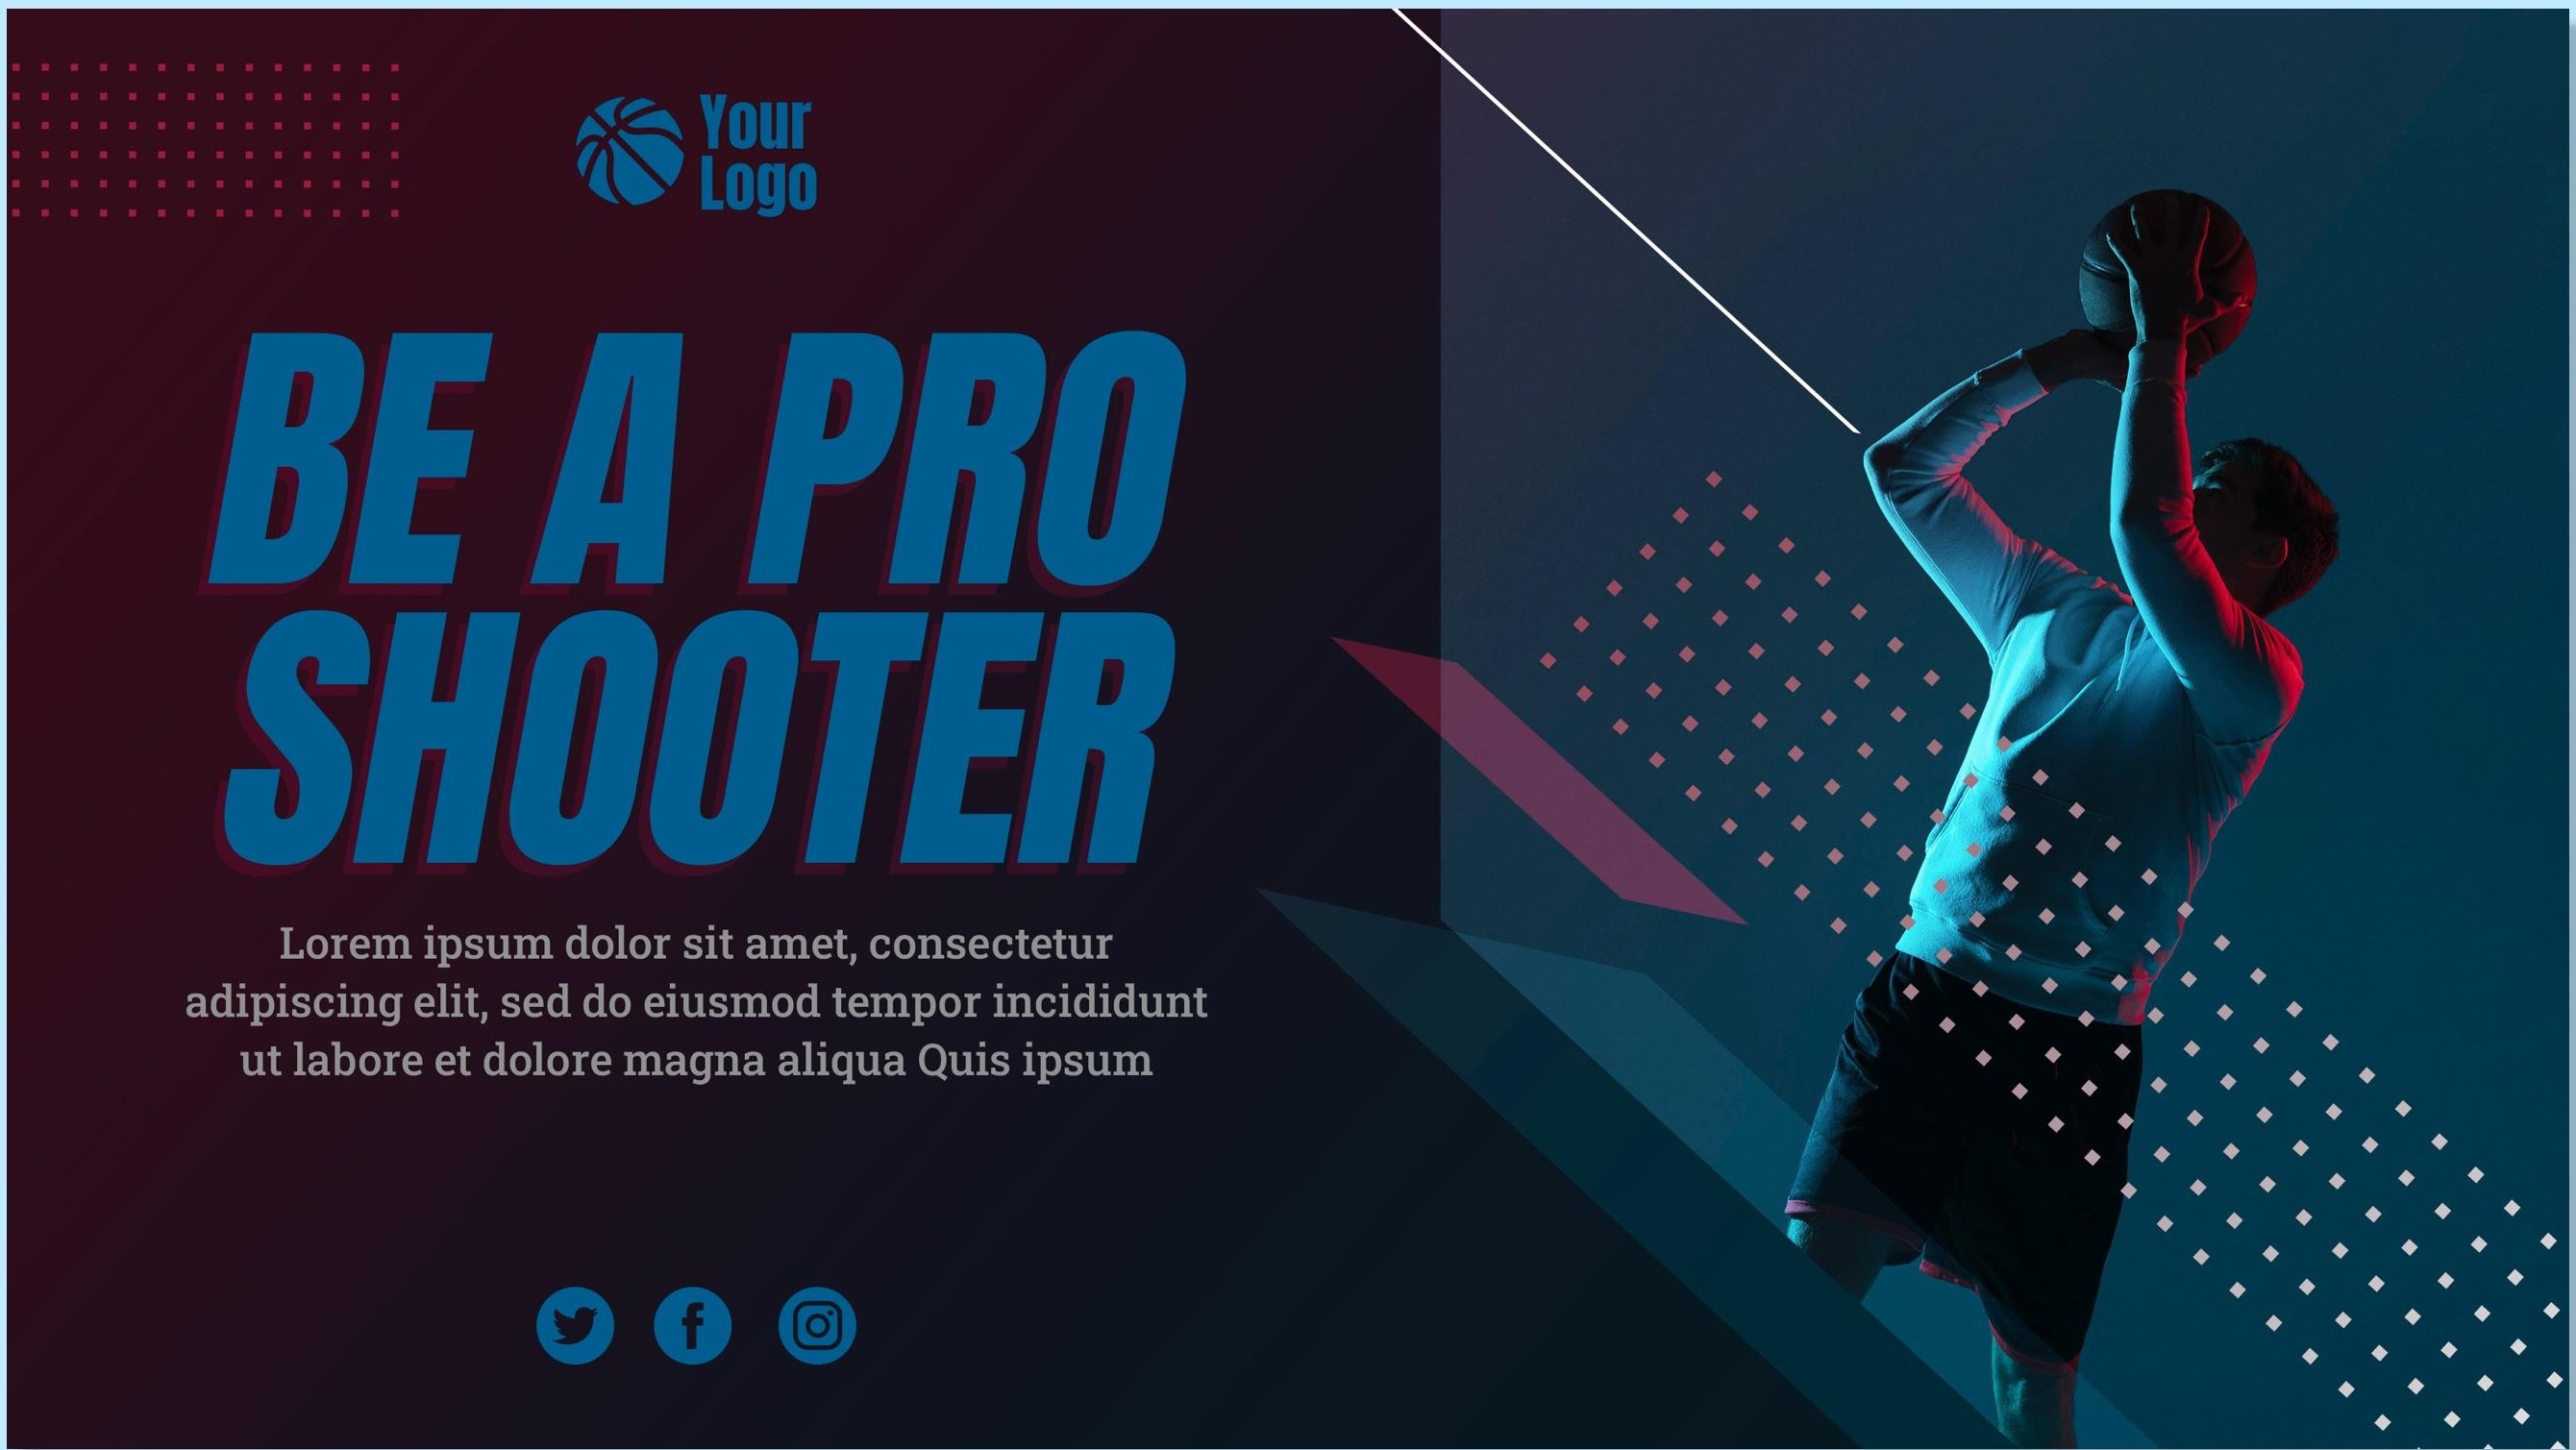 Your
Logo
BE A PRO
SHOOTER
Lorem ipsum dolor sit amet, consectetur
adipiscing elit, sed do eiusmod tempor incididunt
ut labore et dolore magna aliqua Quis ipsum